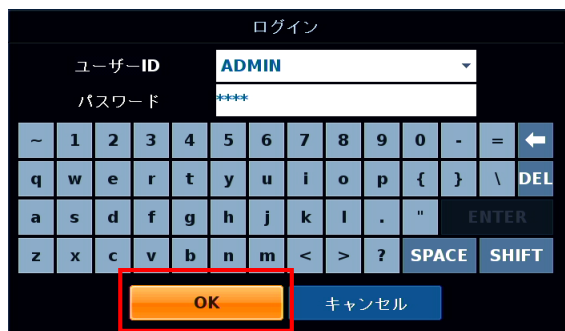 ログイン
ユーザーID ADMIN
パスワード ****
~ 1 2 3 4 5 6 7 8 9 0 - =
q w e r t y u i o p { } \ DEL
a s d f g h j k l . " ENTER
z x c v b n m < > ? SPACE SHIFT
OK キャンセル